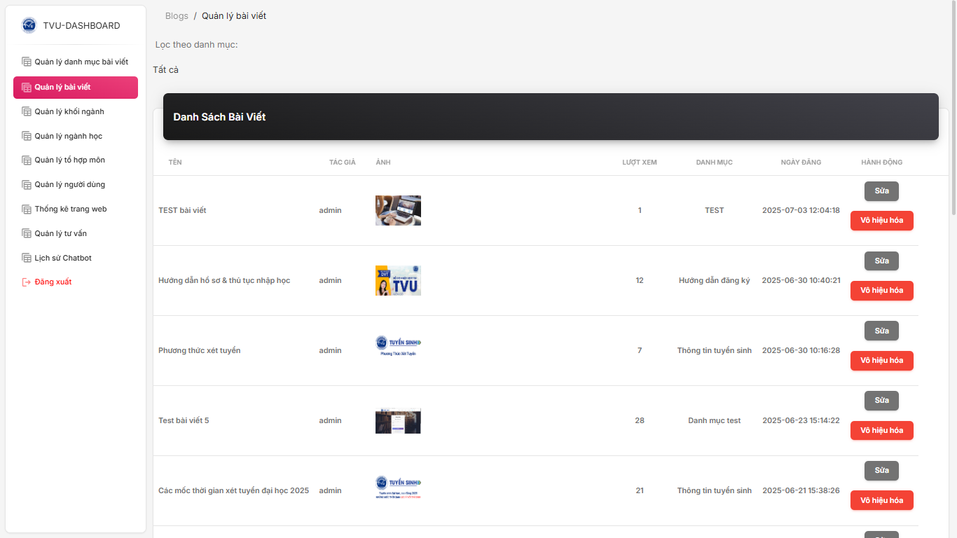 TVU-DASHBOARD
Quản lý danh mục bài viết
Quản lý bài viết
Quản lý khối ngành
Quản lý ngành học
Quản lý tổ hợp môn
Quản lý người dùng
Thống kê trang web
Quản lý tư vấn
Lịch sử Chatbot
Đăng xuất
Blogs / Quản lý bài viết
Lọc theo danh mục:
Tất cả
Danh Sách Bài Viết
TÊN TÁC GIẢ ẢNH LƯỢT XEM DANH MỤC NGÀY ĐĂNG HÀNH ĐỘNG
Sửa
TEST bài viết admin 1 TEST 2025-07-03 12:04:18
Vô hiệu hóa
Sửa
Hướng dẫn hồ sơ & thủ tục nhập học admin TVU 12 Hướng dẫn đăng ký 2025-06-30 10:40:21
Vô hiệu hóa
Sửa
TUYỂN SINH
Phương thức xét tuyển admin 7 Thông tin tuyển sinh 2025-06-30 10:16:28
Phương Thức Xét Tuyển
Vô hiệu hóa
Sửa
Test bài viết 5 admin 28 Danh mục test 2025-06-23 15:14:22
Vô hiệu hóa
Sửa
TUYỂN SINH
Các mốc thời gian xét tuyển đại học 2025 admin 21 Thông tin tuyển sinh 2025-06-21 15:38:26
Vô hiệu hóa